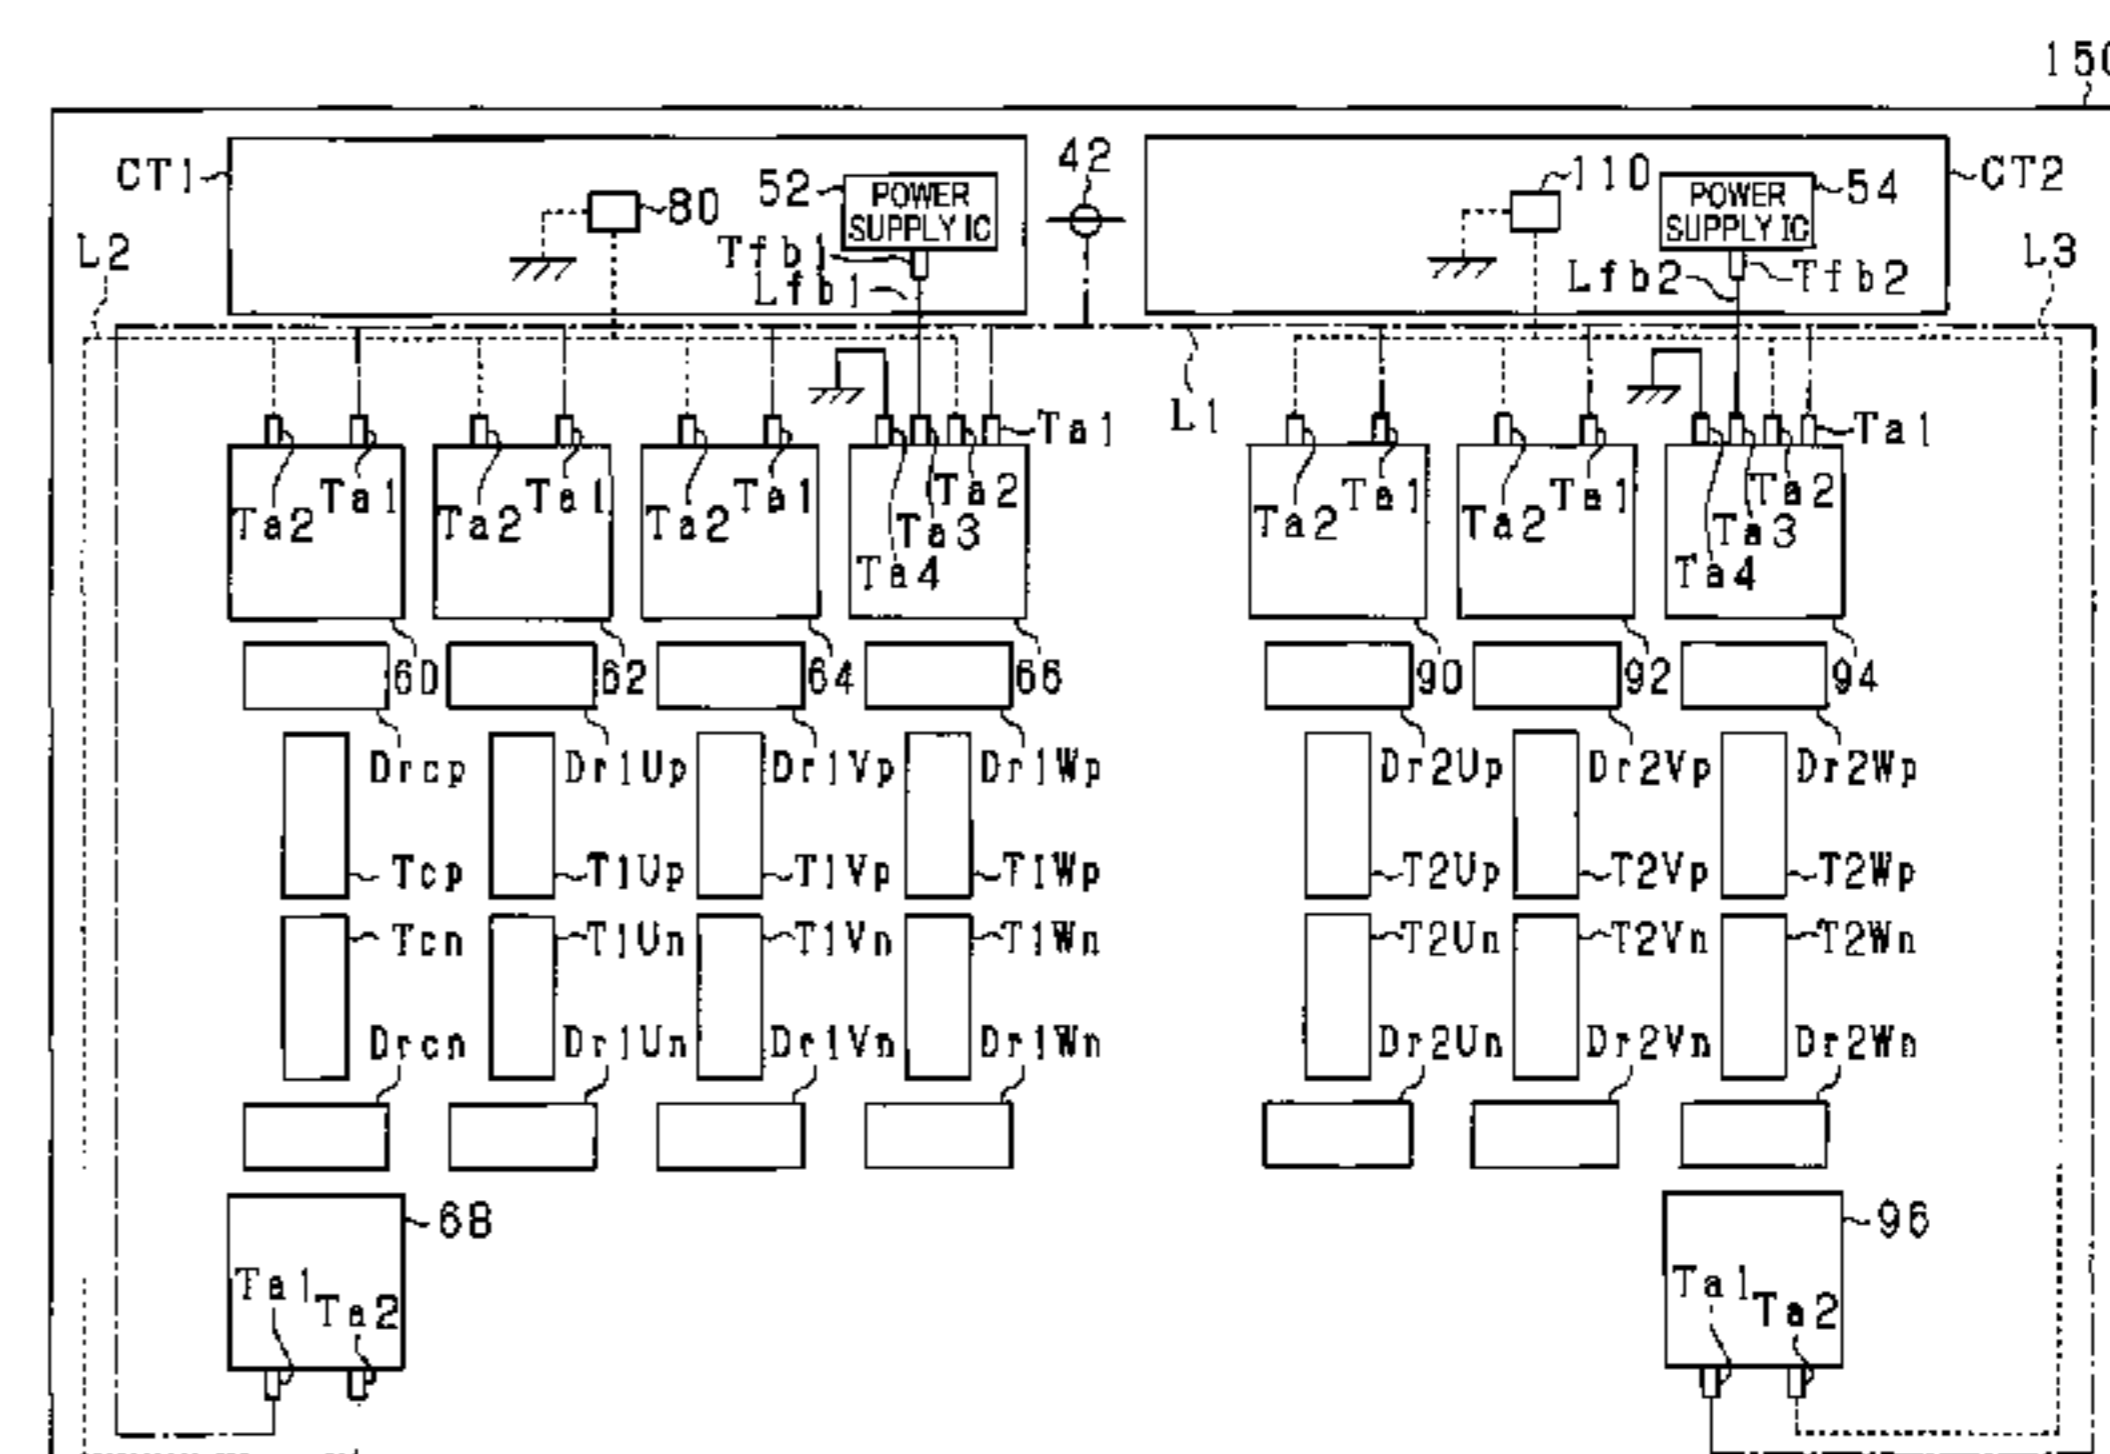 150
CT1
52
POWER
SUPPLY IC
80
Tfb1
Lfb1
42
110
POWER
SUPPLY IC
54
CT2
Lfb2
Tfb2
L2
L3
L1
Ta1
Ta1
Ta2
Ta1
Ta2
Ta1
Ta2
Ta1
Ta2
Ta3
Ta4
Ta2
Ta1
Ta2
Ta1
Ta2
Ta3
Ta4
60
62
64
66
90
92
94
Drcp
Dr1Up
Dr1Vp
Dr1Wp
Dr2Up
Dr2Vp
Dr2Wp
Tcp
T1Up
T1Vp
T1Wp
T2Up
T2Vp
T2Wp
Tcn
T1Un
T1Vn
T1Wn
T2Un
T2Vn
T2Wn
Drcn
Dr1Un
Dr1Vn
Dr1Wn
Dr2Un
Dr2Vn
Dr2Wn
68
96
Ta1
Ta2
Ta1
Ta2